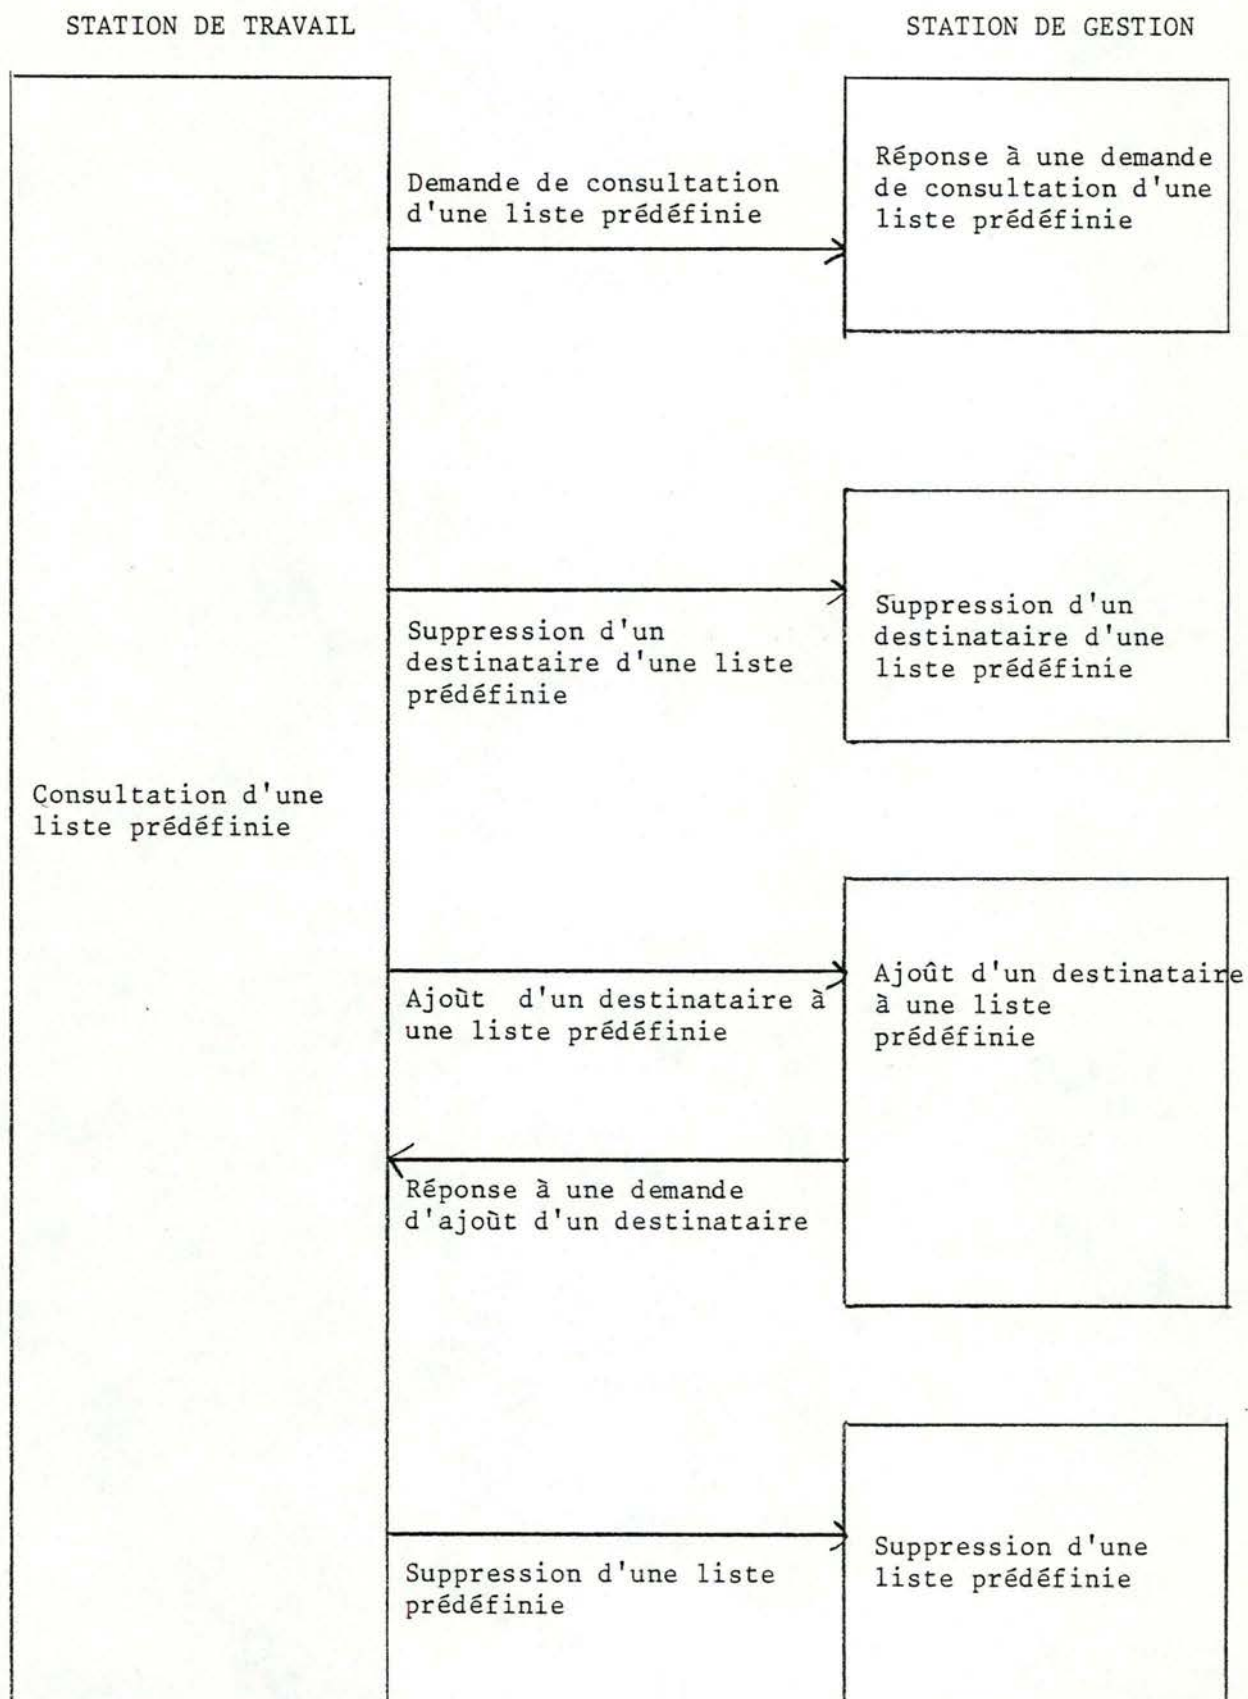 STATION DE TRAVAIL
STATION DE GESTION
Demande de consultation
d'une liste prédéfinie
Réponse à une demande
de consultation d'une
liste prédéfinie
Suppression d'un
destinataire d'une liste
prédéfinie
Suppression d'un
destinataire d'une
liste prédéfinie
Consultation d'une
liste prédéfinie
Ajoùt d'un destinataire à
une liste prédéfinie
Ajoût d'un destinataire
à une liste
prédéfinie
Réponse à une demande
d'ajoùt d'un destinataire
Suppression d'une liste
prédéfinie
Suppression d'une
liste prédéfinie